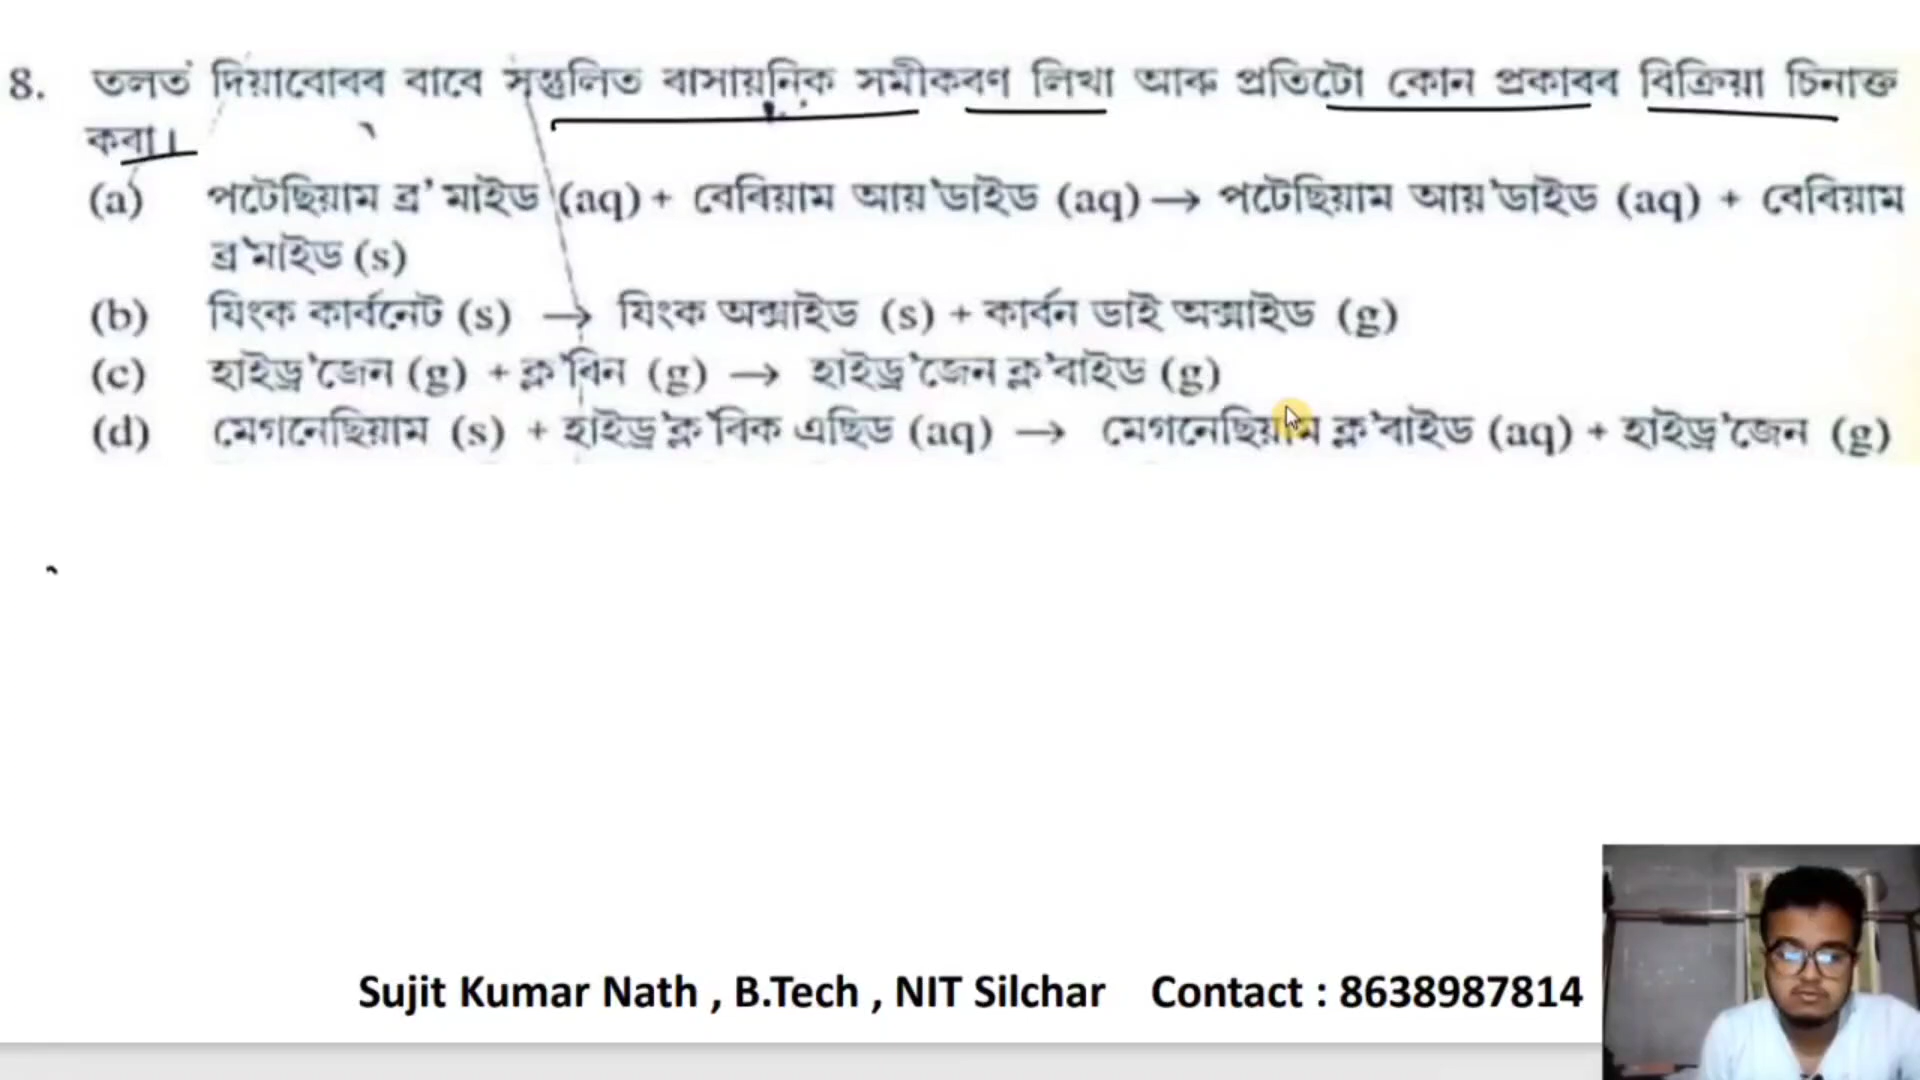 8. তলত দিয়াবোৰৰ বাবে সন্তুলিত ৰাসায়নিক সমীকৰণ লিখা আৰু প্ৰতিটো কোন প্ৰকাৰৰ বিক্ৰিয়া চিনাক্ত
কৰা।
(a) পটেছিয়াম ব্ৰ'মাইড (aq) + বেৰিয়াম আয়'ডাইড (aq) → পটেছিয়াম আয়'ডাইড (aq) + বেৰিয়াম
ব্ৰ'মাইড (s)
(b) যিংক কাৰ্বনেট (s) → যিংক অক্সাইড (s) + কাৰ্বন ডাই অক্সাইড (g)
(c) হাইড্ৰ'জেন (g) + ক্ল'ৰিন (g) → হাইড্ৰ'জেন ক্ল'ৰাইড (g)
(d) মেগনেছিয়াম (s) + হাইড্ৰ'ক্ল'ৰিক এছিড (aq) → মেগনেছিয়াম ক্ল'ৰাইড (aq) + হাইড্ৰ'জেন (g)
Sujit Kumar Nath , B.Tech , NIT Silchar Contact : 8638987814